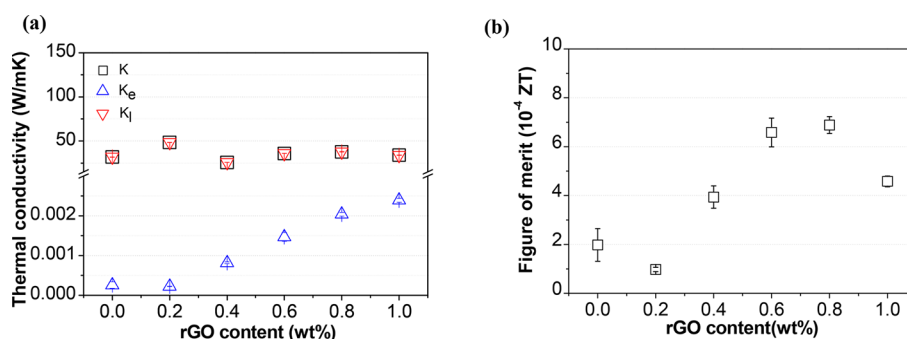 (a)
Thermal conductivity (W/mK)
150
100
50
0.002
0.001
0.000
K
Ke
Kl
0.0 0.2 0.4 0.6 0.8 1.0
rGO content (wt%)
(b)
Figure of merit (10⁻⁴ ZT)
10
8
6
4
2
0
0.0 0.2 0.4 0.6 0.8 1.0
rGO content(wt%)